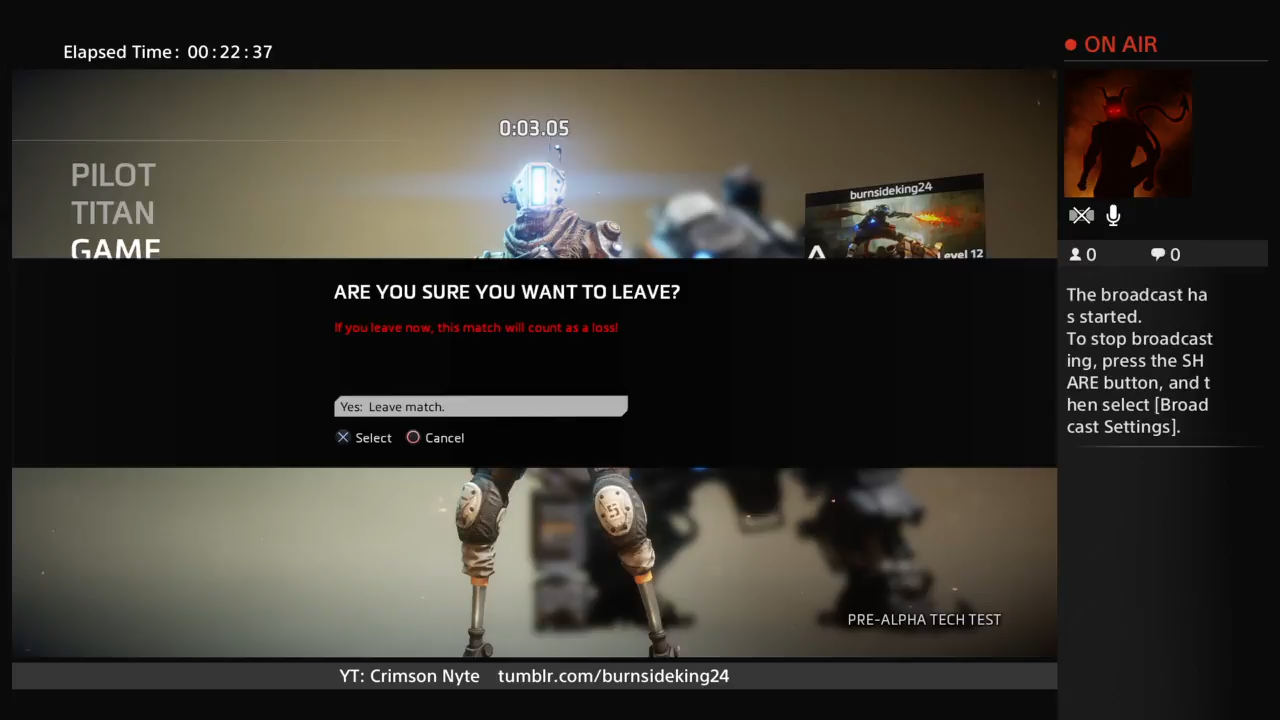 Elapsed Time: 00:22:37
ON AIR
0:03.05
PILOT
TITAN
GAME
burnsideking24
Level 12
0
0
ARE YOU SURE YOU WANT TO LEAVE?
If you leave now, this match will count as a loss!
Yes: Leave match.
Select
Cancel
The broadcast ha
s started.
To stop broadcast
ing, press the SH
ARE button, and t
hen select [Broad
cast Settings].
PRE-ALPHA TECH TEST
YT: Crimson Nyte tumblr.com/burnsideking24